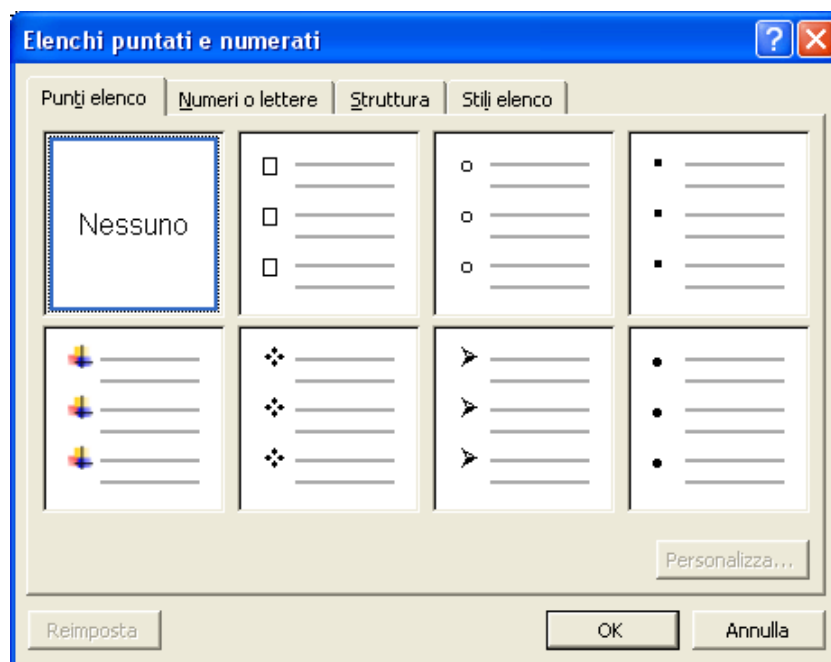 Elenchi puntati e numerati
Punti elenco
Numeri o lettere
Struttura
Stili elenco
Nessuno
Personalizza...
Reimposta
OK
Annulla